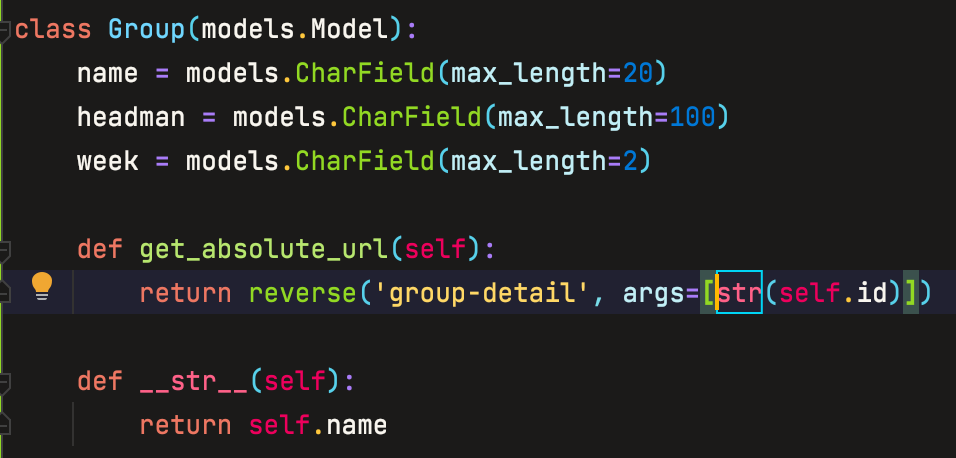 class Group(models.Model):
    name = models.CharField(max_length=20)
    headman = models.CharField(max_length=100)
    week = models.CharField(max_length=2)

    def get_absolute_url(self):
        return reverse('group-detail', args=[str(self.id)])

    def __str__(self):
        return self.name